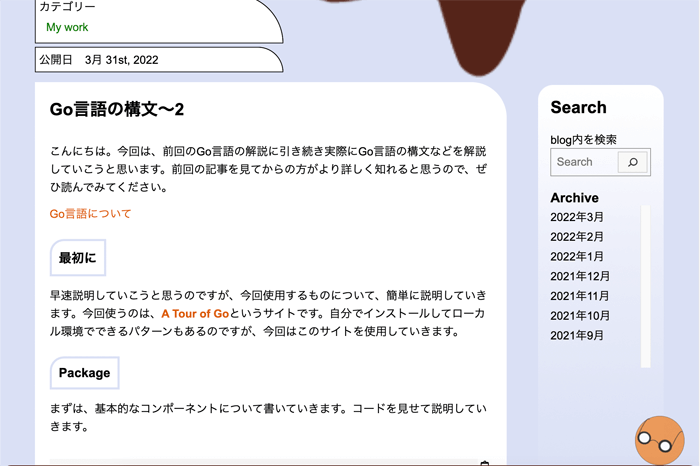 カテゴリー
My work
公開日 3月 31st, 2022
Go言語の構文〜2
こんにちは。今回は、前回のGo言語の解説に引き続き実際にGo言語の構文などを解説
していこうと思います。前回の記事を見てからの方がより詳しく知れると思うので、ぜ
ひ読んでみてください。
Go言語について
最初に
早速説明していこうと思うのですが、今回使用するものについて、簡単に説明していき
ます。今回使うのは、A Tour of Goというサイトです。自分でインストールしてローカ
ル環境でできるパターンもあるのですが、今回はこのサイトを使用していきます。
Package
まずは、基本的なコンポーネントについて書いていきます。コードを見せて説明してい
きます。
Search
blog内を検索
Search
Archive
2022年3月
2022年2月
2022年1月
2021年12月
2021年11月
2021年10月
2021年9月